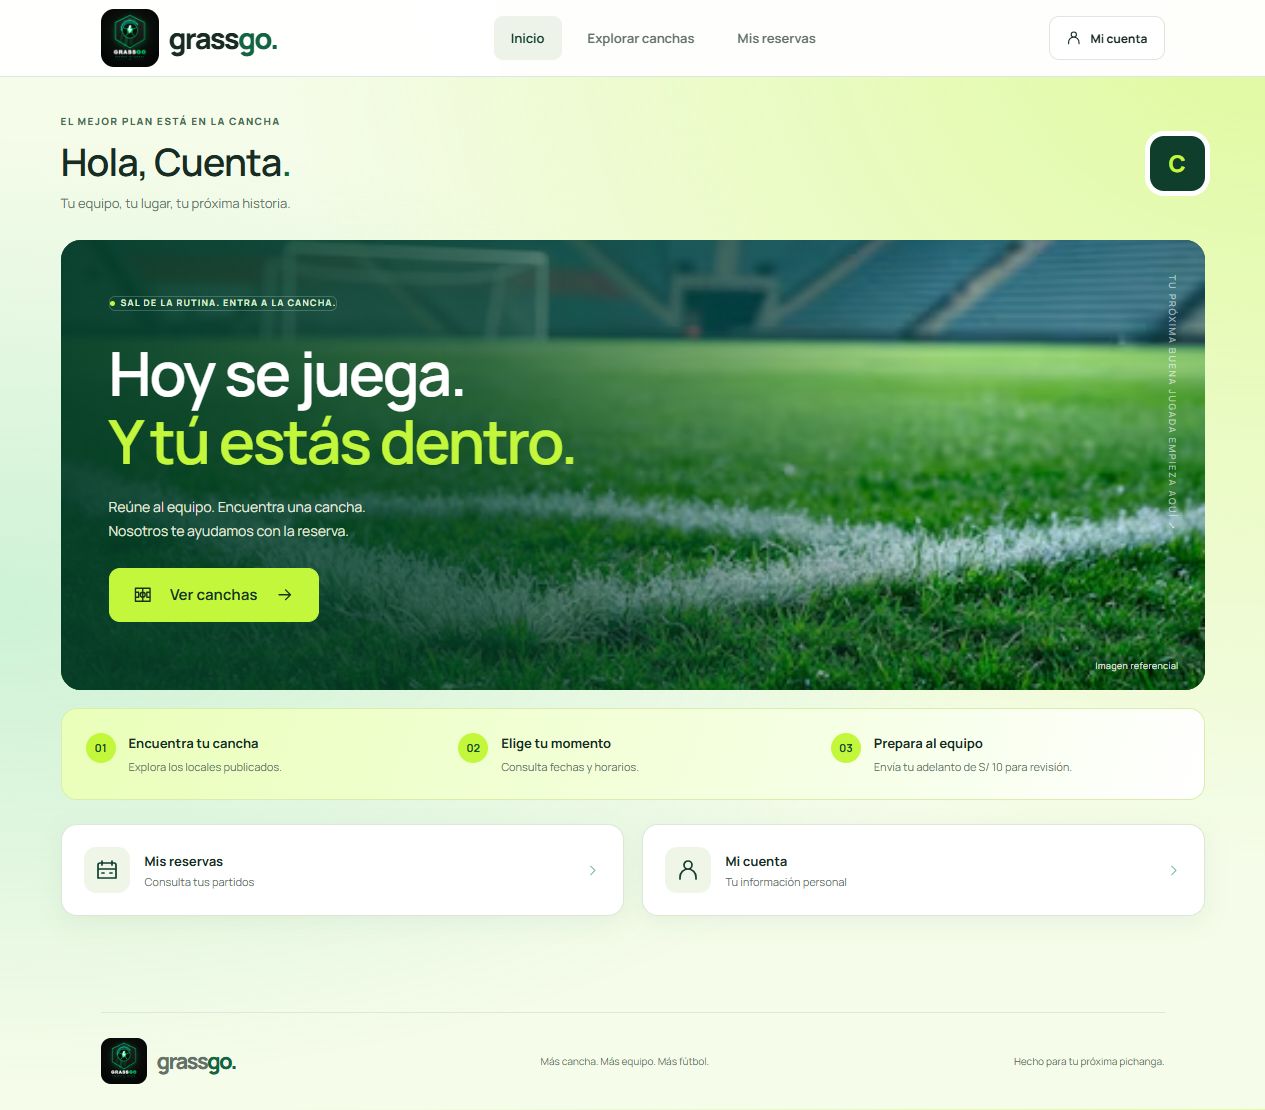 GRASSGO
grassgo.
Inicio
Explorar canchas
Mis reservas
Mi cuenta
EL MEJOR PLAN ESTÁ EN LA CANCHA
Hola, Cuenta.
C
Tu equipo, tu lugar, tu próxima historia.
SAL DE LA RUTINA. ENTRA A LA CANCHA.
TU PRÓXIMA BUENA JUGADA EMPIEZA AQUÍ
Hoy se juega.
Y tú estás dentro.
Reúne al equipo. Encuentra una cancha.
Nosotros te ayudamos con la reserva.
Ver canchas →
Imagen referencial
01
Encuentra tu cancha
Explora los locales publicados.
02
Elige tu momento
Consulta fechas y horarios.
03
Prepara al equipo
Envía tu adelanto de S/ 10 para revisión.
Mis reservas
Consulta tus partidos
Mi cuenta
Tu información personal
GRASSGO
grassgo.
Más cancha. Más equipo. Más fútbol.
Hecho para tu próxima pichanga.